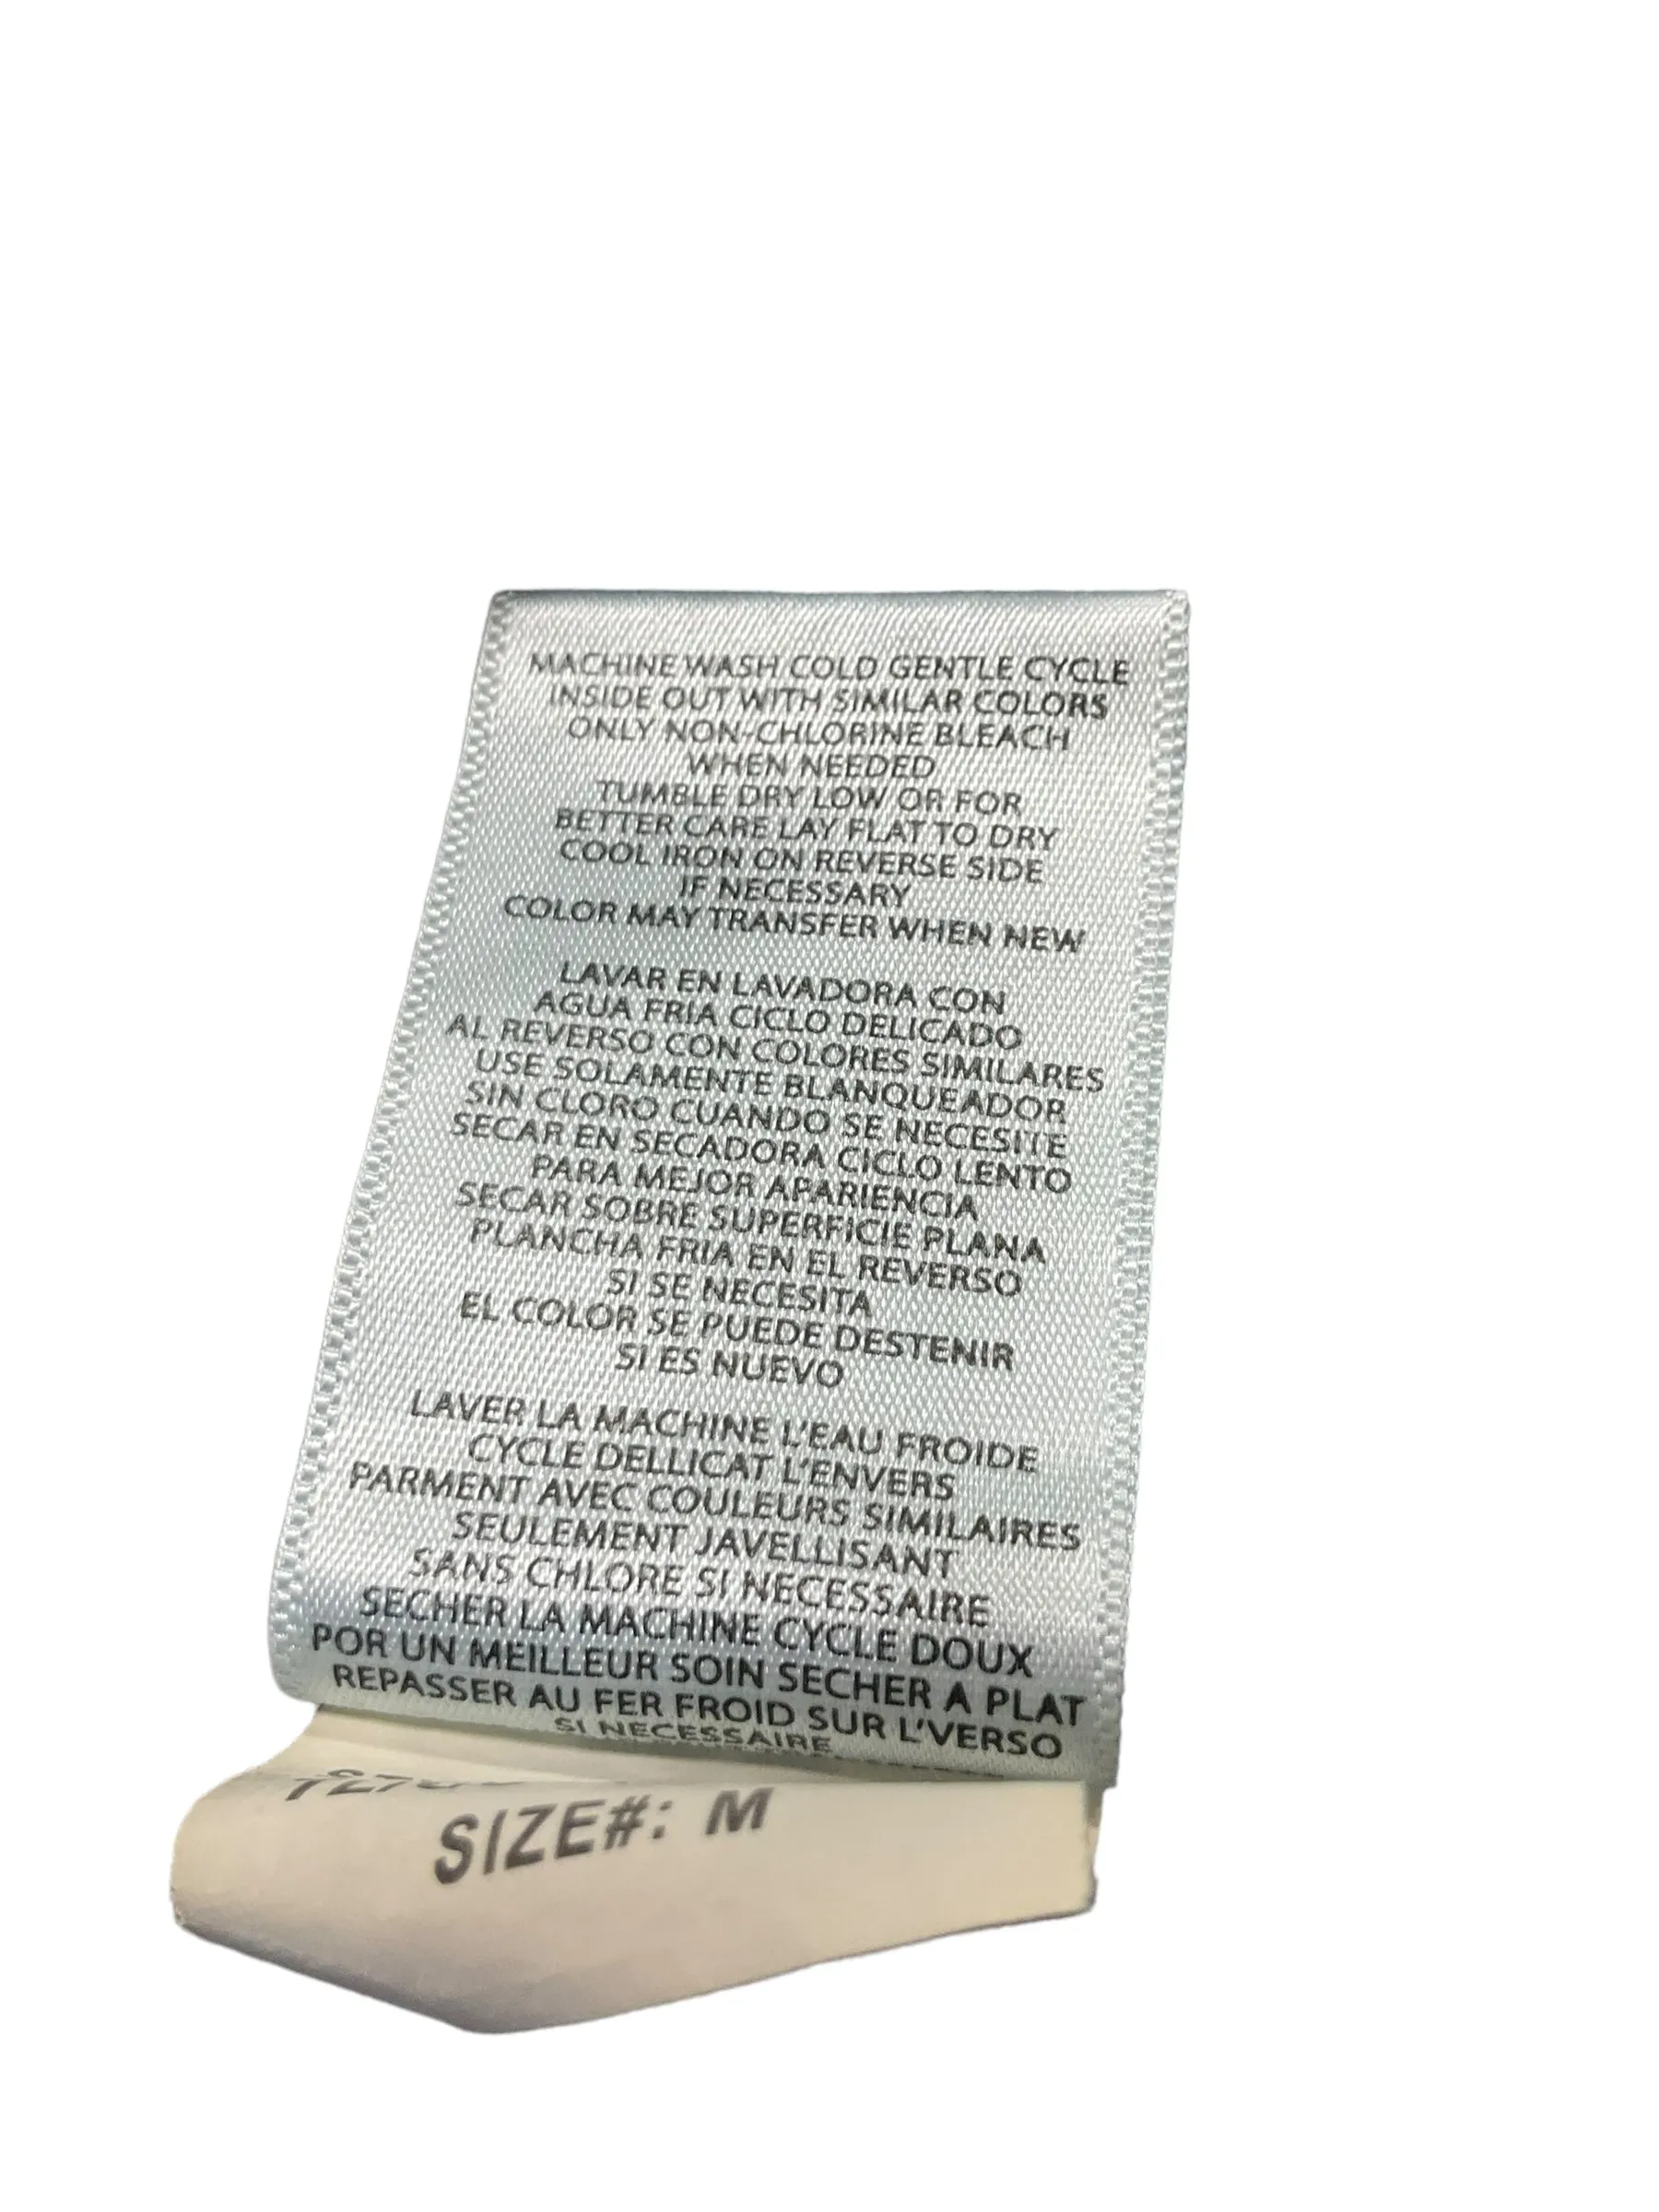 MACHINE WASH COLD GENTLE CYCLE
INSIDE OUT WITH SIMILAR COLORS
ONLY NON-CHLORINE BLEACH
WHEN NEEDED
TUMBLE DRY LOW OR FOR
BETTER CARE LAY FLAT TO DRY
COOL IRON ON REVERSE SIDE
IF NECESSARY
COLOR MAY TRANSFER WHEN NEW
LAVAR EN LAVADORA CON
AGUA FRIA CICLO DELICADO
AL REVERSO CON COLORES SIMILARES
USE SOLAMENTE BLANQUEADOR
SIN CLORO CUANDO SE NECESITE
SECAR EN SECADORA CICLO LENTO
PARA MEJOR APARIENCIA
SECAR SOBRE SUPERFICIE PLANA
PLANCHA FRIA EN EL REVERSO
SI SE NECESITA
EL COLOR SE PUEDE DESTENIR
SI ES NUEVO
LAVER LA MACHINE L'EAU FROIDE
CYCLE DELLICAT L'ENVERS
PARMENT AVEC COULEURS SIMILAIRES
SEULEMENT JAVELLISANT
SANS CHLORE SI NECESSAIRE
SECHER LA MACHINE CYCLE DOUX
POR UN MEILLEUR SOIN SECHER A PLAT
REPASSER AU FER FROID SUR L'VERSO
SI NECESSAIRE
SIZE#: M